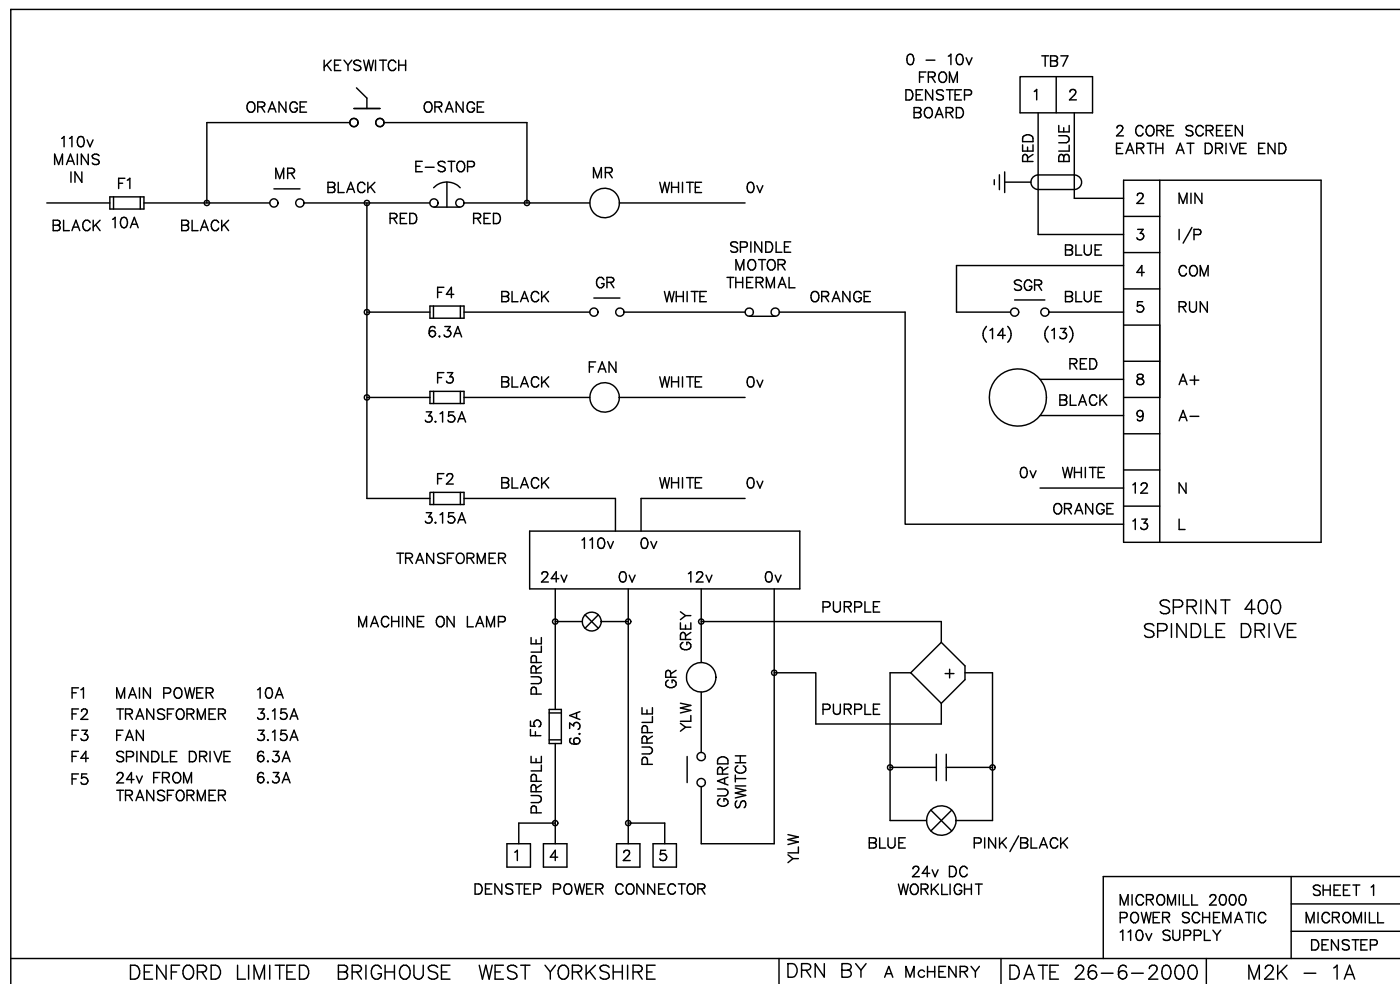 KEYSWITCH
ORANGE ORANGE
110v
MAINS
IN
F1
10A
BLACK
BLACK
MR
BLACK
E-STOP
RED RED
MR
WHITE 0v
F4
6.3A
BLACK
GR
WHITE
SPINDLE
MOTOR
THERMAL
ORANGE
F3
3.15A
BLACK
FAN
WHITE 0v
F2
3.15A
BLACK
WHITE 0v
TRANSFORMER
110v 0v
24v 0v 12v 0v
MACHINE ON LAMP
PURPLE
F5
6.3A
PURPLE
PURPLE
GREY
GR
YLW
GUARD
SWITCH
YLW
PURPLE
PURPLE
+
BLUE
PINK/BLACK
24v DC
WORKLIGHT
1 4 2 5
DENSTEP POWER CONNECTOR
0 - 10v
FROM
DENSTEP
BOARD
TB7
1 2
RED
BLUE
2 CORE SCREEN
EARTH AT DRIVE END
2 MIN
3 I/P
BLUE
4 COM
SGR
BLUE
5 RUN
(14) (13)
RED
8 A+
BLACK
9 A-
0v WHITE
12 N
ORANGE
13 L
SPRINT 400
SPINDLE DRIVE
F1 MAIN POWER 10A
F2 TRANSFORMER 3.15A
F3 FAN 3.15A
F4 SPINDLE DRIVE 6.3A
F5 24v FROM 6.3A
TRANSFORMER
MICROMILL 2000
POWER SCHEMATIC
110v SUPPLY
SHEET 1
MICROMILL
DENSTEP
DENFORD LIMITED BRIGHOUSE WEST YORKSHIRE
DRN BY A McHENRY
DATE 26-6-2000
M2K - 1A